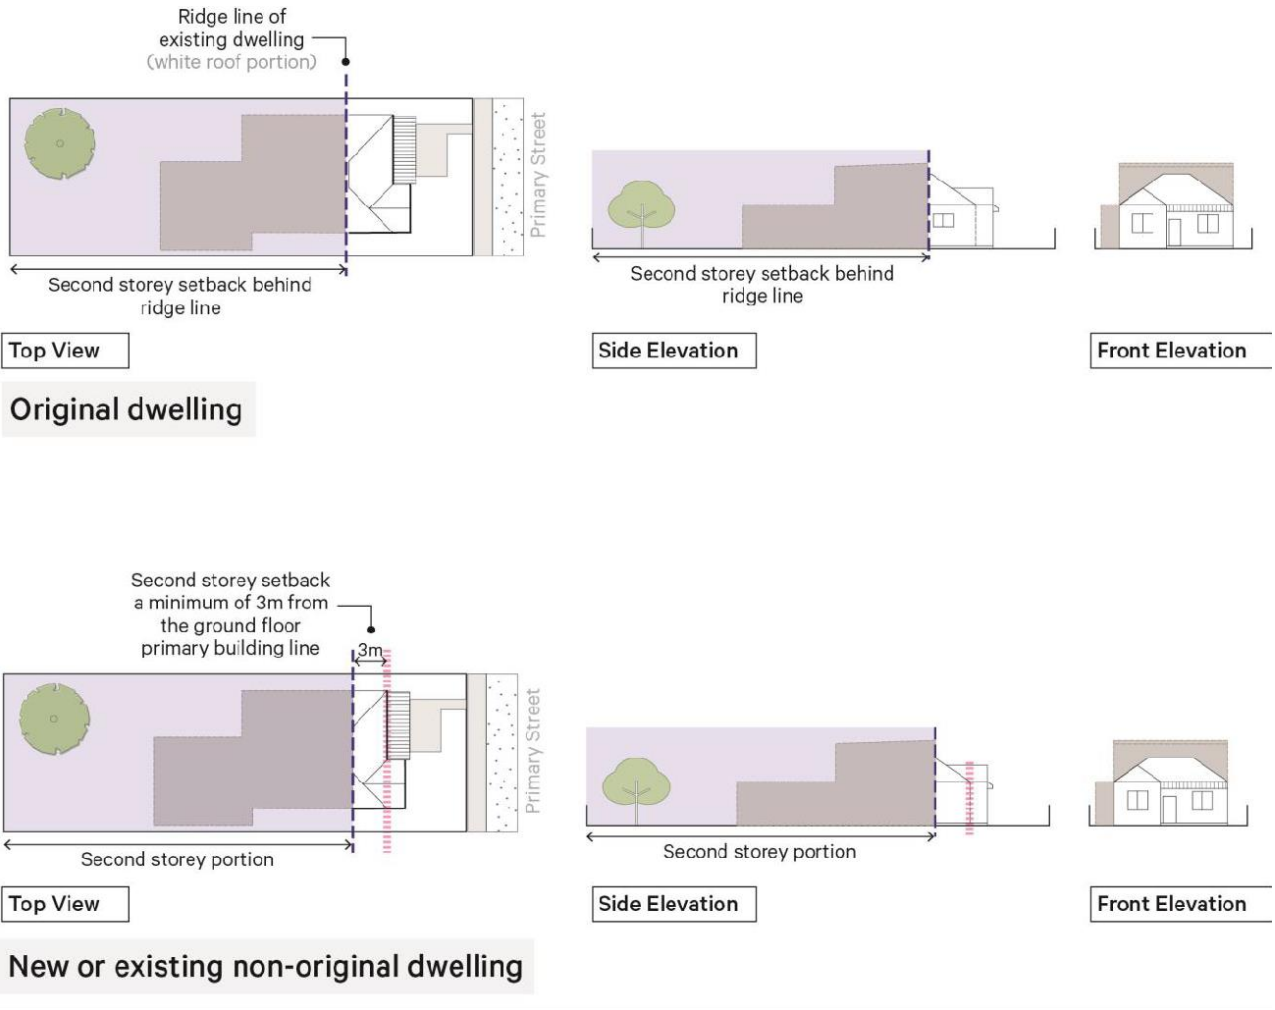 Ridge line of
existing dwelling
(white roof portion)
Primary Street
Second storey setback behind
ridge line
Second storey setback behind
ridge line
Top View
Side Elevation
Front Elevation
Original dwelling
Second storey setback
a minimum of 3m from
the ground floor
primary building line
3m
Primary Street
Second storey portion
Second storey portion
Top View
Side Elevation
Front Elevation
New or existing non-original dwelling